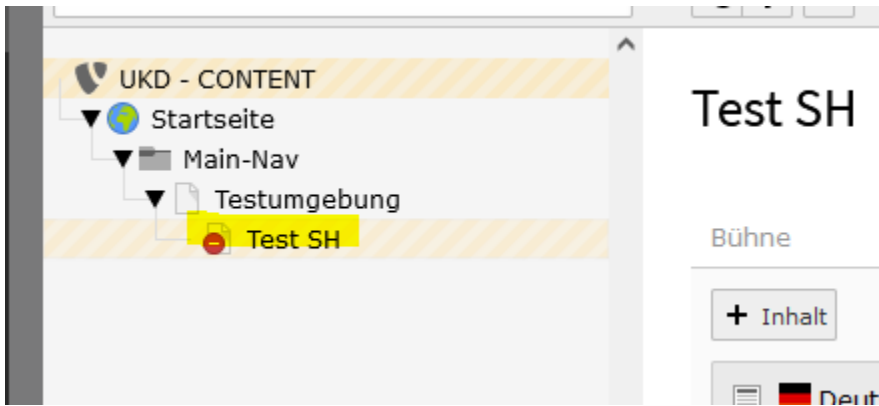 UKD - CONTENT
Startseite
Main-Nav
Testumgebung
Test SH
Test SH
Bühne
+ Inhalt